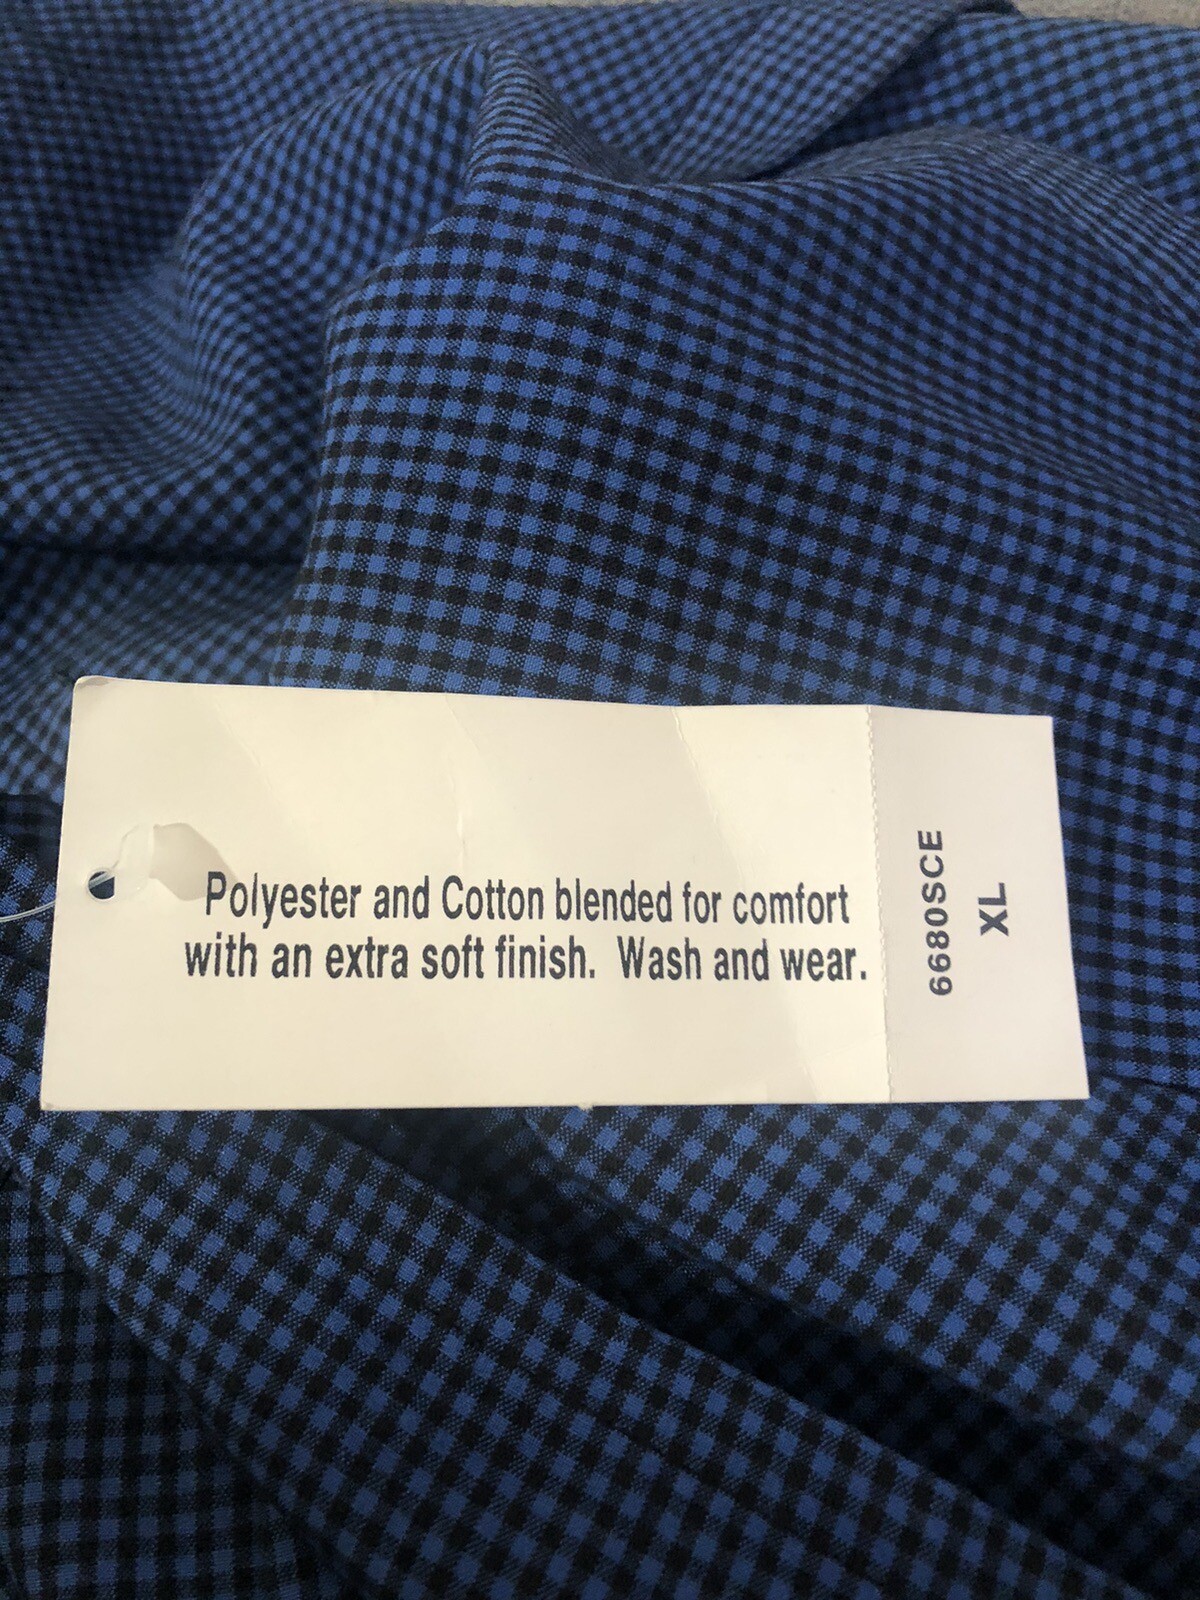 Polyester and Cotton blended for comfort
with an extra soft finish. Wash and wear.
6680SCE
XL